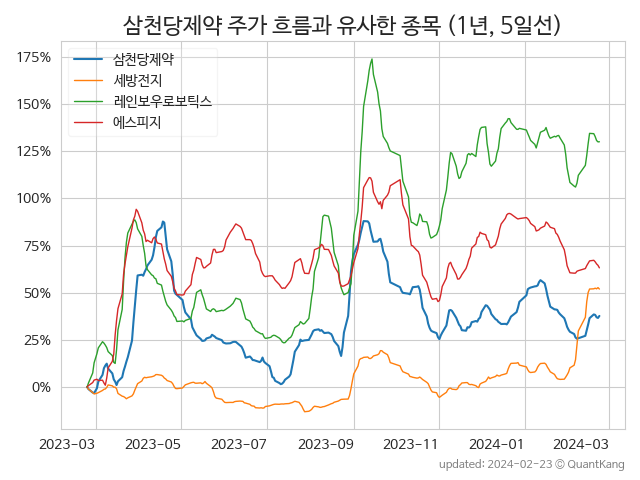 삼천당제약 주가 흐름과 유사한 종목 (1년, 5일선)
삼천당제약
세방전지
레인보우로보틱스
에스피지
175%
150%
125%
100%
75%
50%
25%
0%
2023-03 2023-05 2023-07 2023-09 2023-11 2024-01 2024-03
updated: 2024-02-23 © QuantKang